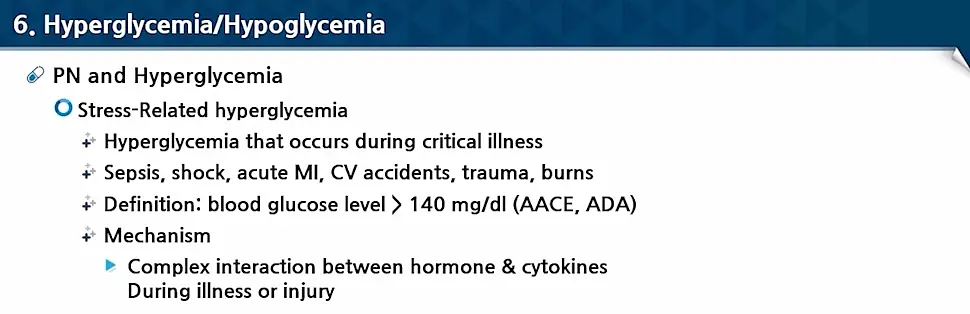 6. Hyperglycemia/Hypoglycemia
PN and Hyperglycemia
Stress-Related hyperglycemia
Hyperglycemia that occurs during critical illness
Sepsis, shock, acute MI, CV accidents, trauma, burns
Definition: blood glucose level > 140 mg/dl (AACE, ADA)
Mechanism
Complex interaction between hormone & cytokines
During illness or injury